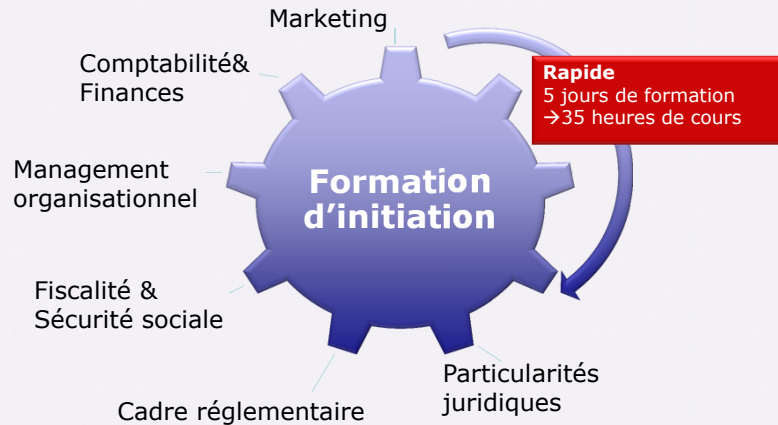 Marketing
Comptabilité&
Finances
Rapide
5 jours de formation
→35 heures de cours
Management
organisationnel
Formation
d’initiation
Fiscalité &
Sécurité sociale
Particularités
juridiques
Cadre réglementaire